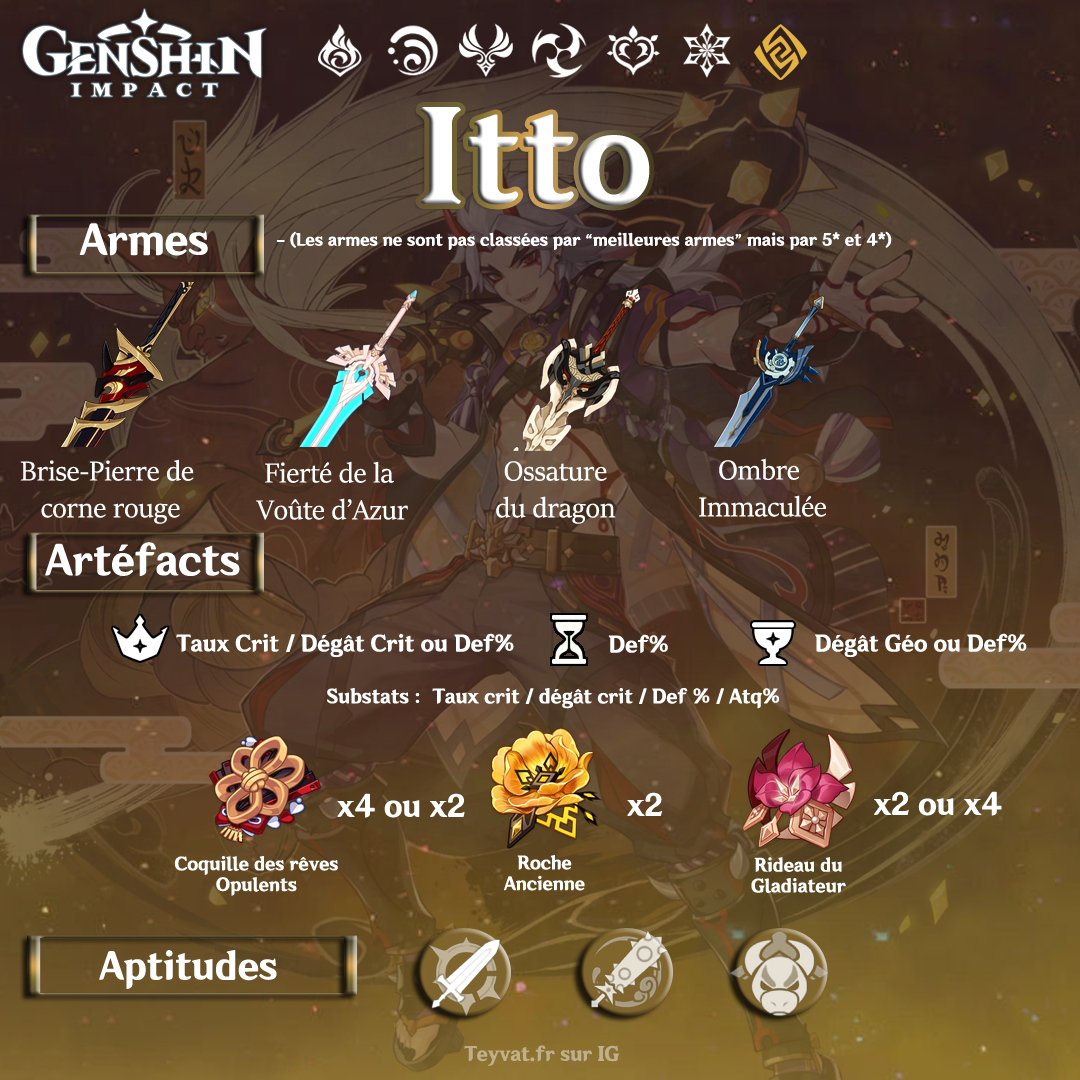 GENSHIN
IMPACT
Itto
Armes
– (Les armes ne sont pas classées par “meilleures armes” mais par 5* et 4*)
Brise-Pierre de
corne rouge
Fierté de la
Voûte d’Azur
Ossature
du dragon
Ombre
Immaculée
Artéfacts
Taux Crit / Dégât Crit ou Def%
Def%
Dégât Géo ou Def%
Substats : Taux crit / dégât crit / Def % / Atq%
x4 ou x2
x2
x2 ou x4
Coquille des rêves
Opulents
Roche
Ancienne
Rideau du
Gladiateur
Aptitudes
Teyvat.fr sur IG